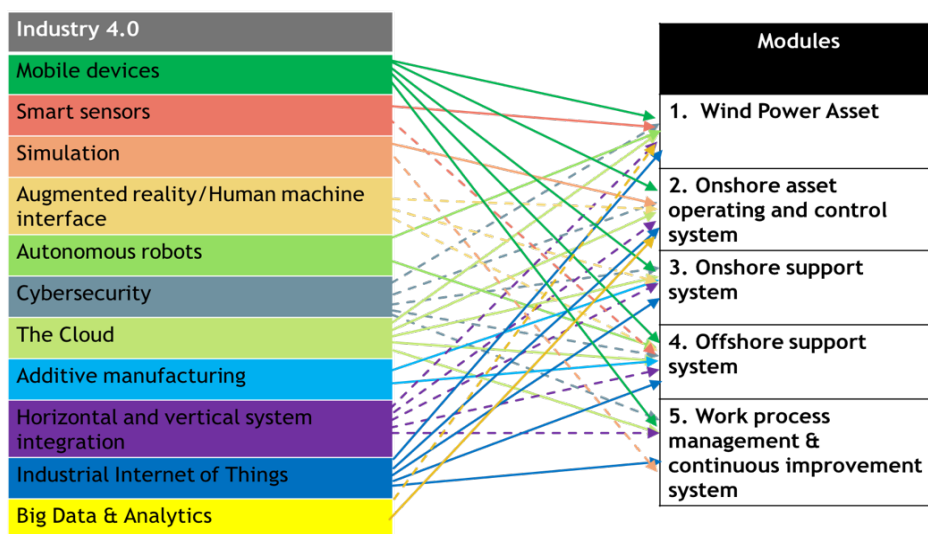 Industry 4.0
Mobile devices
Smart sensors
Simulation
Augmented reality/Human machine
interface
Autonomous robots
Cybersecurity
The Cloud
Additive manufacturing
Horizontal and vertical system
integration
Industrial Internet of Things
Big Data & Analytics
Modules
1. Wind Power Asset
2. Onshore asset
operating and control
system
3. Onshore support
system
4. Offshore support
system
5. Work process
management &
continuous improvement
system